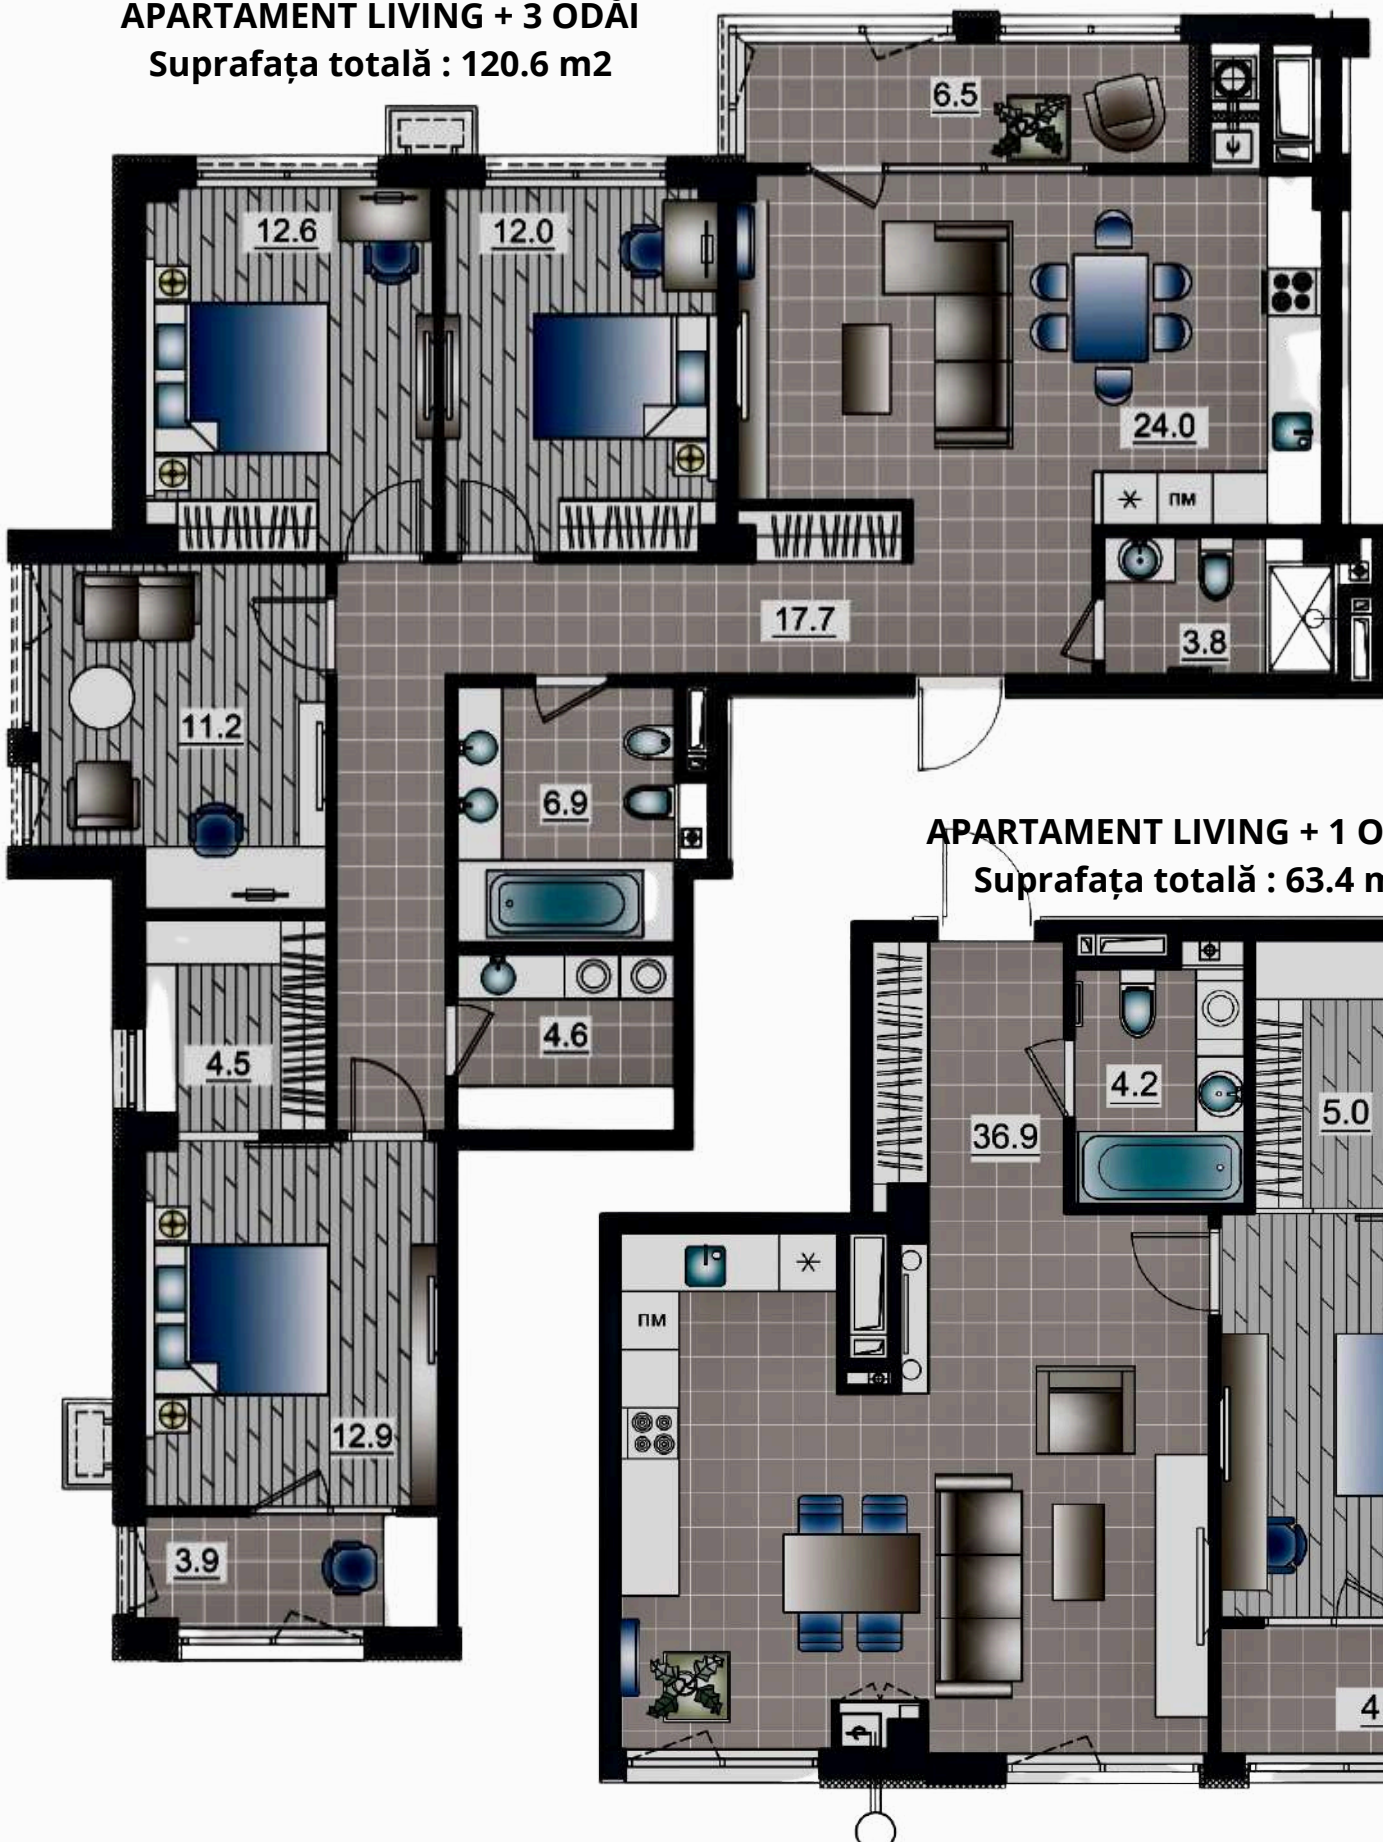 APARTAMENT LIVING + 3 ODĂI
Suprafața totală : 120.6 m2
6.5
12.6
12.0
24.0
ПМ
17.7
3.8
11.2
6.9
4.5
4.6
12.9
3.9
APARTAMENT LIVING + 1 O
Suprafața totală : 63.4 m
4.2
5.0
36.9
ПМ
4